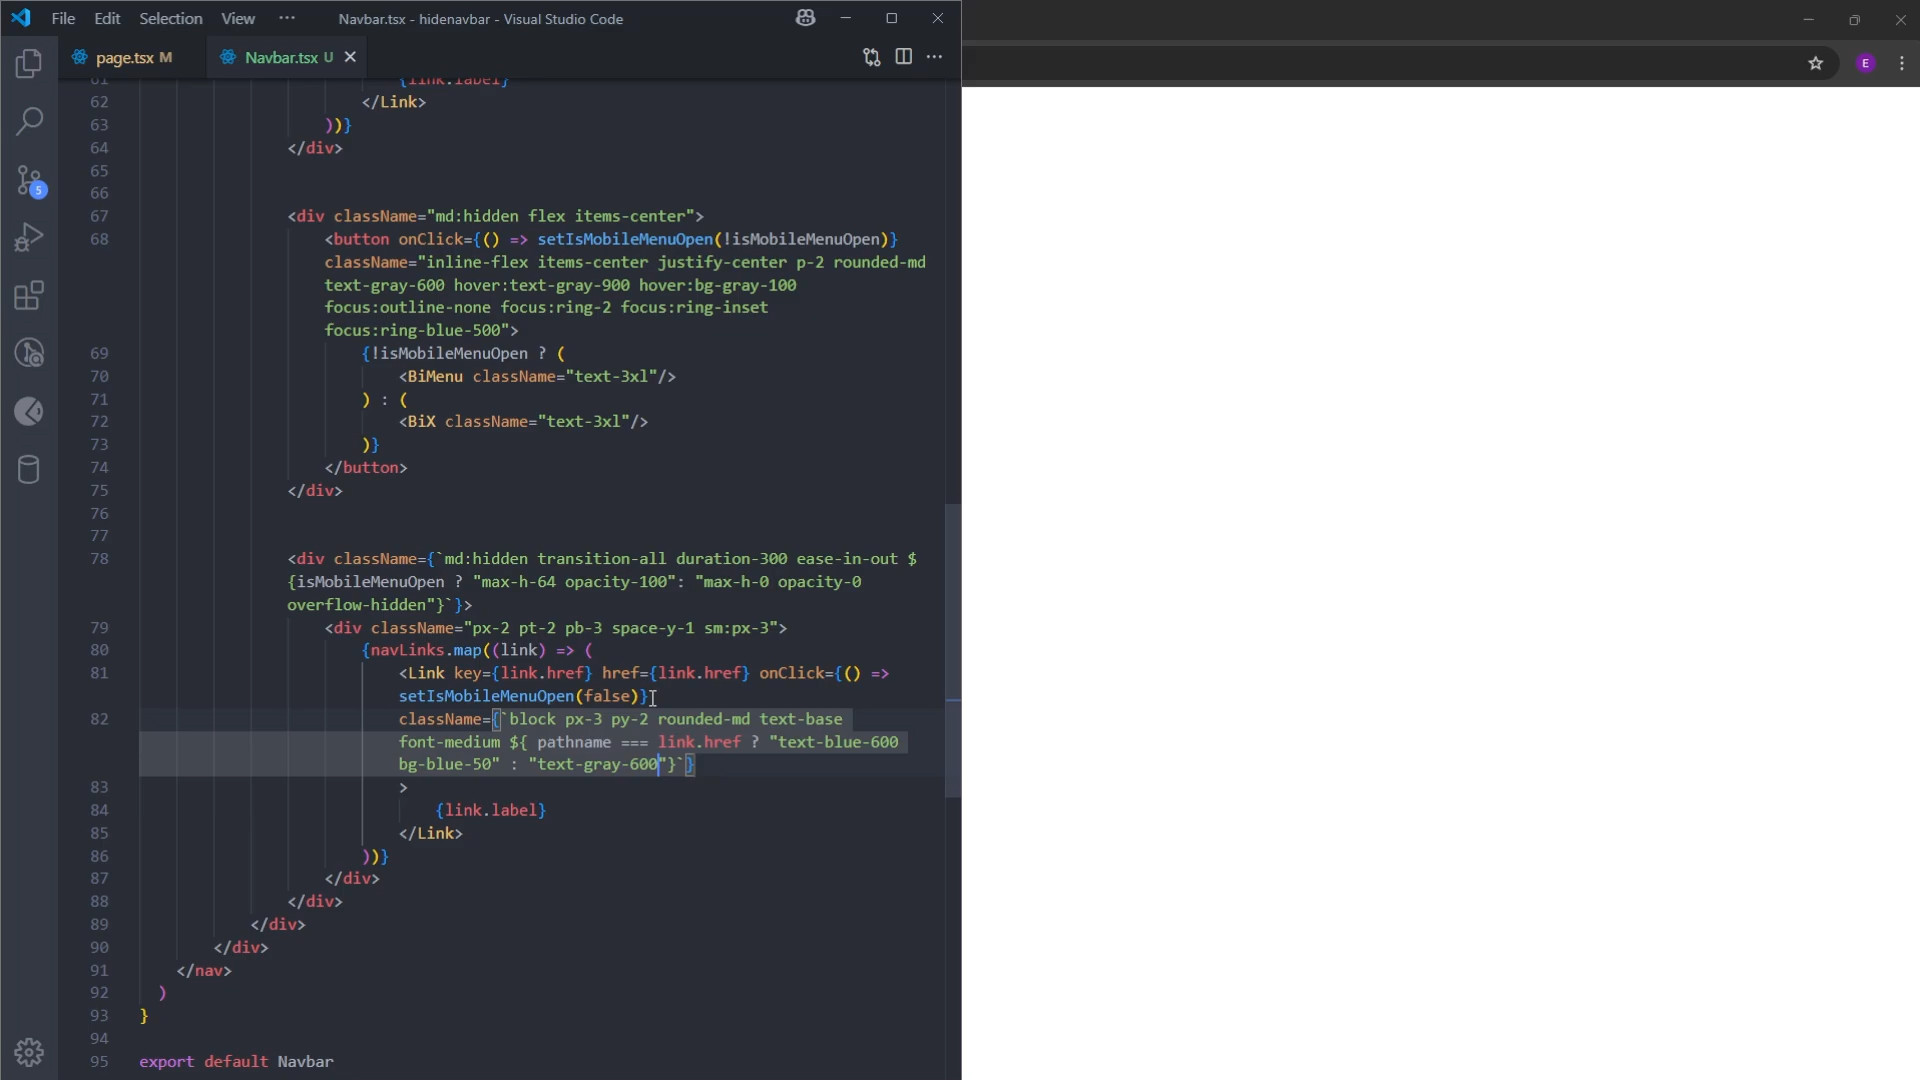 File Edit Selection View ··· Navbar.tsx - hidenavbar - Visual Studio Code
page.tsx M Navbar.tsx U
E
5
61 {link.label}
62 </Link>
63 ))}
64 </div>
65
66
67 <div className="md:hidden flex items-center">
68 <button onClick={() => setIsMobileMenuOpen(!isMobileMenuOpen)}
className="inline-flex items-center justify-center p-2 rounded-md
text-gray-600 hover:text-gray-900 hover:bg-gray-100
focus:outline-none focus:ring-2 focus:ring-inset
focus:ring-blue-500">
69 {!isMobileMenuOpen ? (
70 <BiMenu className="text-3xl"/>
71 ) : (
72 <BiX className="text-3xl"/>
73 )}
74 </button>
75 </div>
76
77
78 <div className={`md:hidden transition-all duration-300 ease-in-out $
{isMobileMenuOpen ? "max-h-64 opacity-100": "max-h-0 opacity-0
overflow-hidden"}`}>
79 <div className="px-2 pt-2 pb-3 space-y-1 sm:px-3">
80 {navLinks.map((link) => (
81 <Link key={link.href} href={link.href} onClick={() =>
setIsMobileMenuOpen(false)}
82 className={`block px-3 py-2 rounded-md text-base
font-medium ${ pathname === link.href ? "text-blue-600
bg-blue-50" : "text-gray-600"}`}
83 >
84 {link.label}
85 </Link>
86 ))}
87 </div>
88 </div>
89 </div>
90 </div>
91 </nav>
92 )
93 }
94
95 export default Navbar